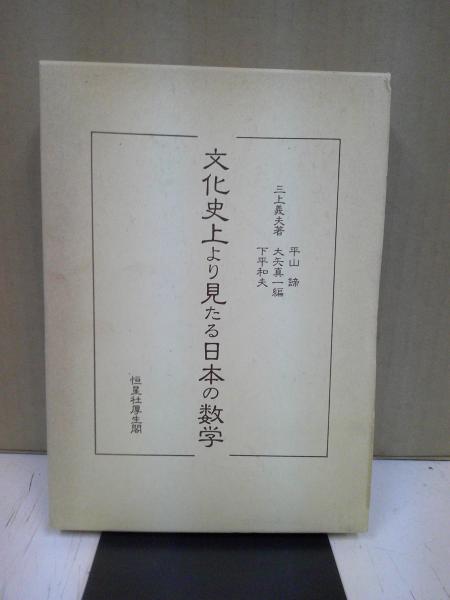 三上義夫著
平山 諦
大矢真一編
下平和夫
文化史上より見たる日本の数学
恒星社厚生閣